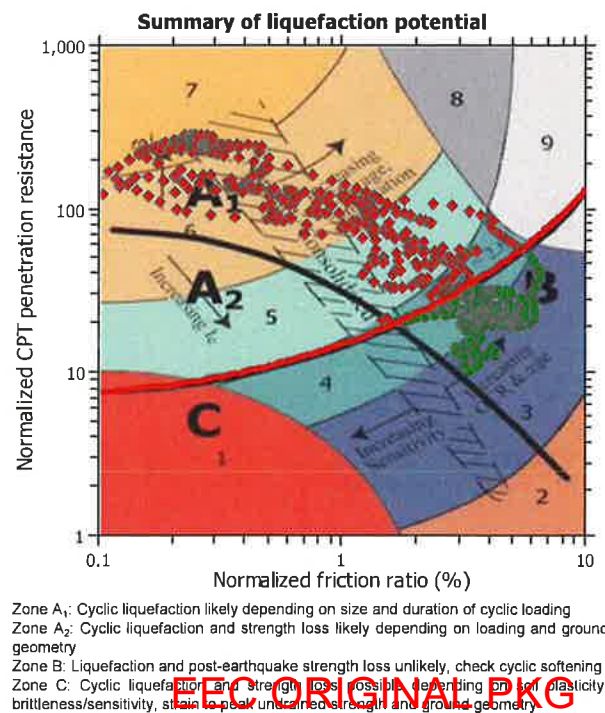 Summary of liquefaction potential
Normalized CPT penetration resistance
1,000
100
10
1
7
8
9
A1
6
A2
Increasing
5
B
4
3
C
1
Increasing
Sensitivity
2
0.1
1
10
Normalized friction ratio (%)
Zone A1: Cyclic liquefaction likely depending on size and duration of cyclic loading
Zone A2: Cyclic liquefaction and strength loss likely depending on loading and ground
geometry
Zone B: Liquefaction and post-earthquake strength loss unlikely, check cyclic softening
Zone C: Cyclic liquefaction and strength loss possible depending on soil plasticity
brittleness/sensitivity, strain to peak undrained strength and ground geometry
EEC ORIGINAL PKG